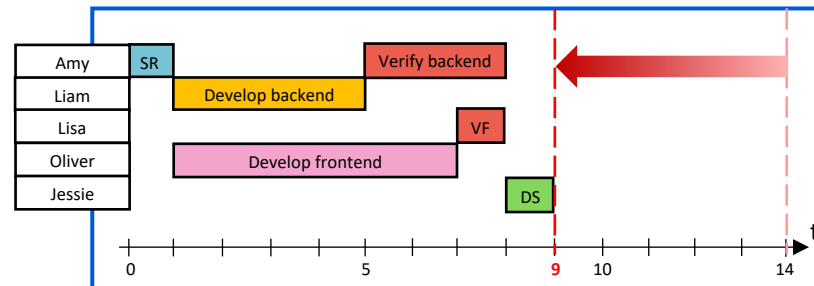 Amy SR Verify backend
Liam Develop backend
Lisa VF
Oliver Develop frontend
Jessie DS
t
0 5 9 10 14